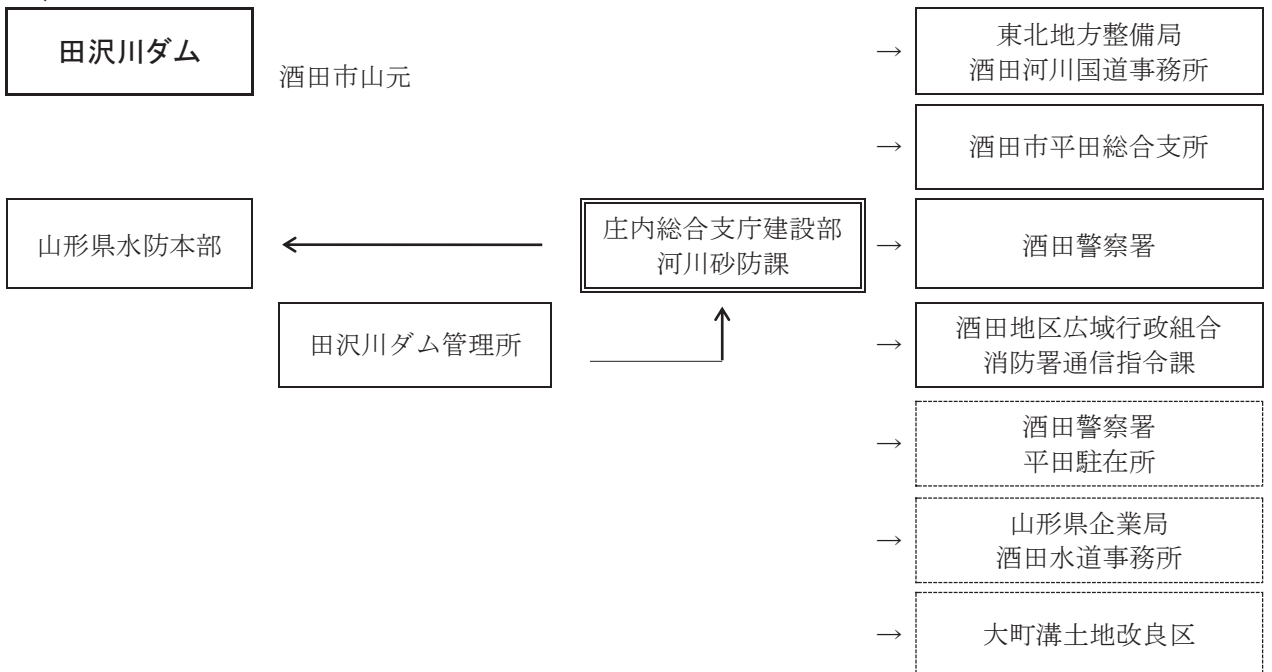 田沢川ダム
酒田市山元
→
東北地方整備局
酒田河川国道事務所
→
酒田市平田総合支所
山形県水防本部
庄内総合支庁建設部
河川砂防課
→
酒田警察署
田沢川ダム管理所
→
酒田地区広域行政組合
消防署通信指令課
→
酒田警察署
平田駐在所
→
山形県企業局
酒田水道事務所
→
大町溝土地改良区